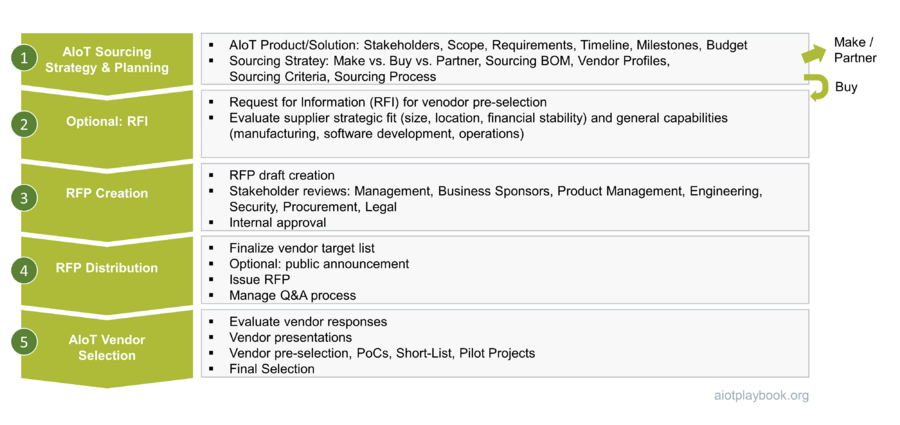 1
AIoT Sourcing
Strategy & Planning
▪ AIoT Product/Solution: Stakeholders, Scope, Requirements, Timeline, Milestones, Budget
▪ Sourcing Stratey: Make vs. Buy vs. Partner, Sourcing BOM, Vendor Profiles,
Sourcing Criteria, Sourcing Process
Make /
Partner
Buy
2
Optional: RFI
▪ Request for Information (RFI) for venodor pre-selection
▪ Evaluate supplier strategic fit (size, location, financial stability) and general capabilities
(manufacturing, software development, operations)
3
RFP Creation
▪ RFP draft creation
▪ Stakeholder reviews: Management, Business Sponsors, Product Management, Engineering,
Security, Procurement, Legal
▪ Internal approval
4
RFP Distribution
▪ Finalize vendor target list
▪ Optional: public announcement
▪ Issue RFP
▪ Manage Q&A process
5
AIoT Vendor
Selection
▪ Evaluate vendor responses
▪ Vendor presentations
▪ Vendor pre-selection, PoCs, Short-List, Pilot Projects
▪ Final Selection
aiotplaybook.org